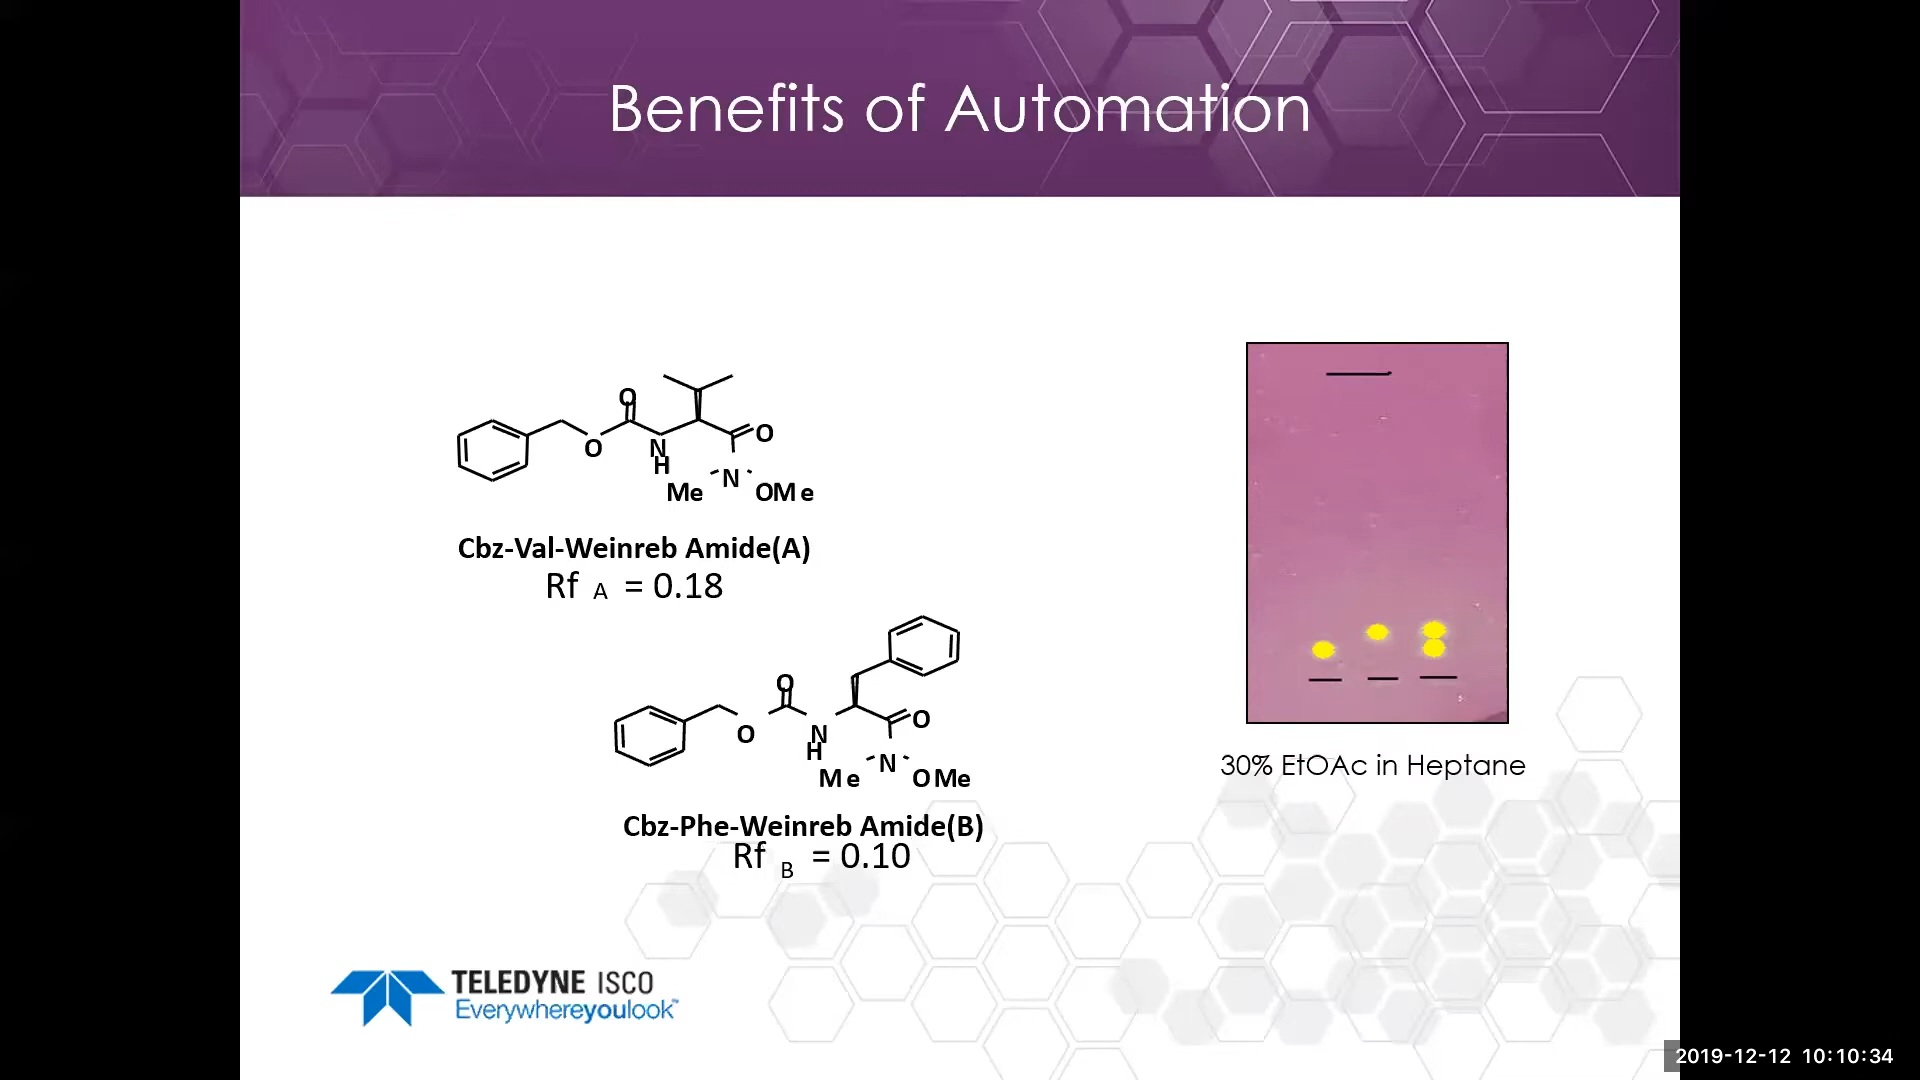 Benefits of Automation
O
O
O
N
H
N
Me
OMe
Cbz-Val-Weinreb Amide(A)
Rf A = 0.18
O
O
O
N
H
N
Me
OMe
Cbz-Phe-Weinreb Amide(B)
Rf B = 0.10
30% EtOAc in Heptane
TELEDYNE ISCO
Everywhereyoulook™
2019-12-12 10:10:34